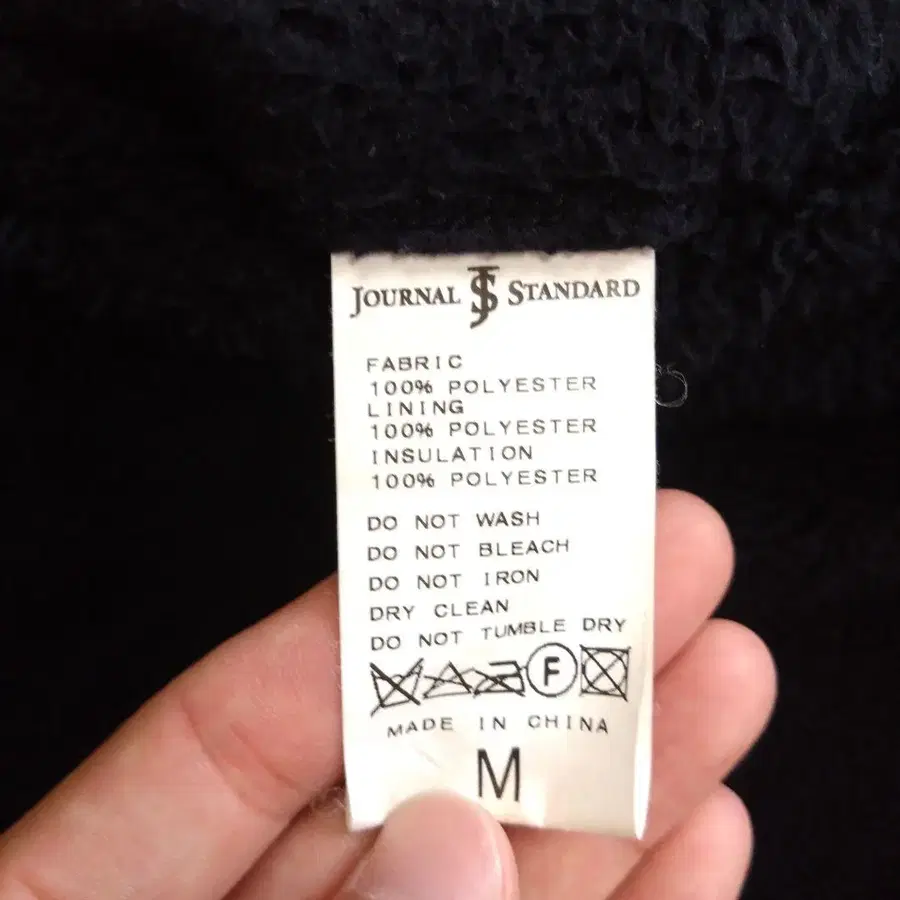 JOURNAL JS STANDARD
FABRIC
100% POLYESTER
LINING
100% POLYESTER
INSULATION
100% POLYESTER
DO NOT WASH
DO NOT BLEACH
DO NOT IRON
DRY CLEAN
DO NOT TUMBLE DRY
F
MADE IN CHINA
M